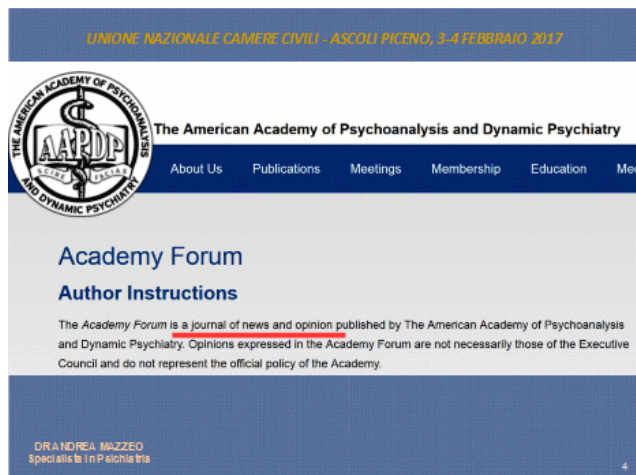 UNIONE NAZIONALE CAMERE CIVILI - ASCOLI PICENO, 3-4 FEBBRAIO 2017
THE AMERICAN ACADEMY OF PSYCHOANALYSIS
AAPDP
SCIRE FACIAS
AND DYNAMIC PSYCHIATRY
The American Academy of Psychoanalysis and Dynamic Psychiatry
About Us Publications Meetings Membership Education Me
Academy Forum
Author Instructions
The Academy Forum is a journal of news and opinion published by The American Academy of Psychoanalysis
and Dynamic Psychiatry. Opinions expressed in the Academy Forum are not necessarily those of the Executive
Council and do not represent the official policy of the Academy.
DR ANDREA MAZZEO
Specialista in Psichiatria
4